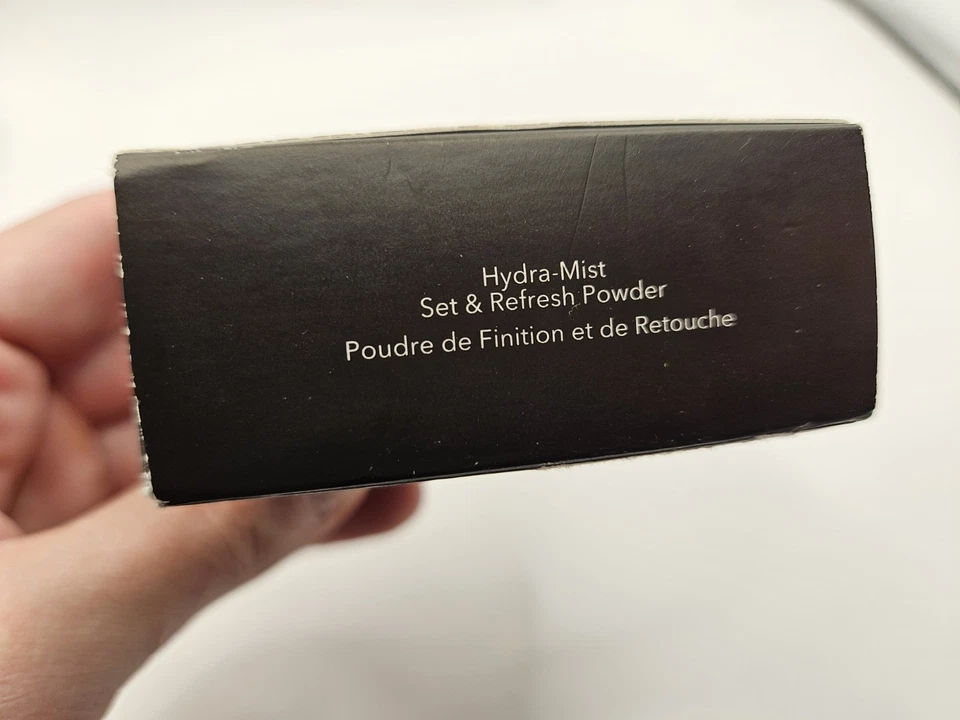 Hydra-Mist
Set & Refresh Powder
Poudre de Finition et de Retouche